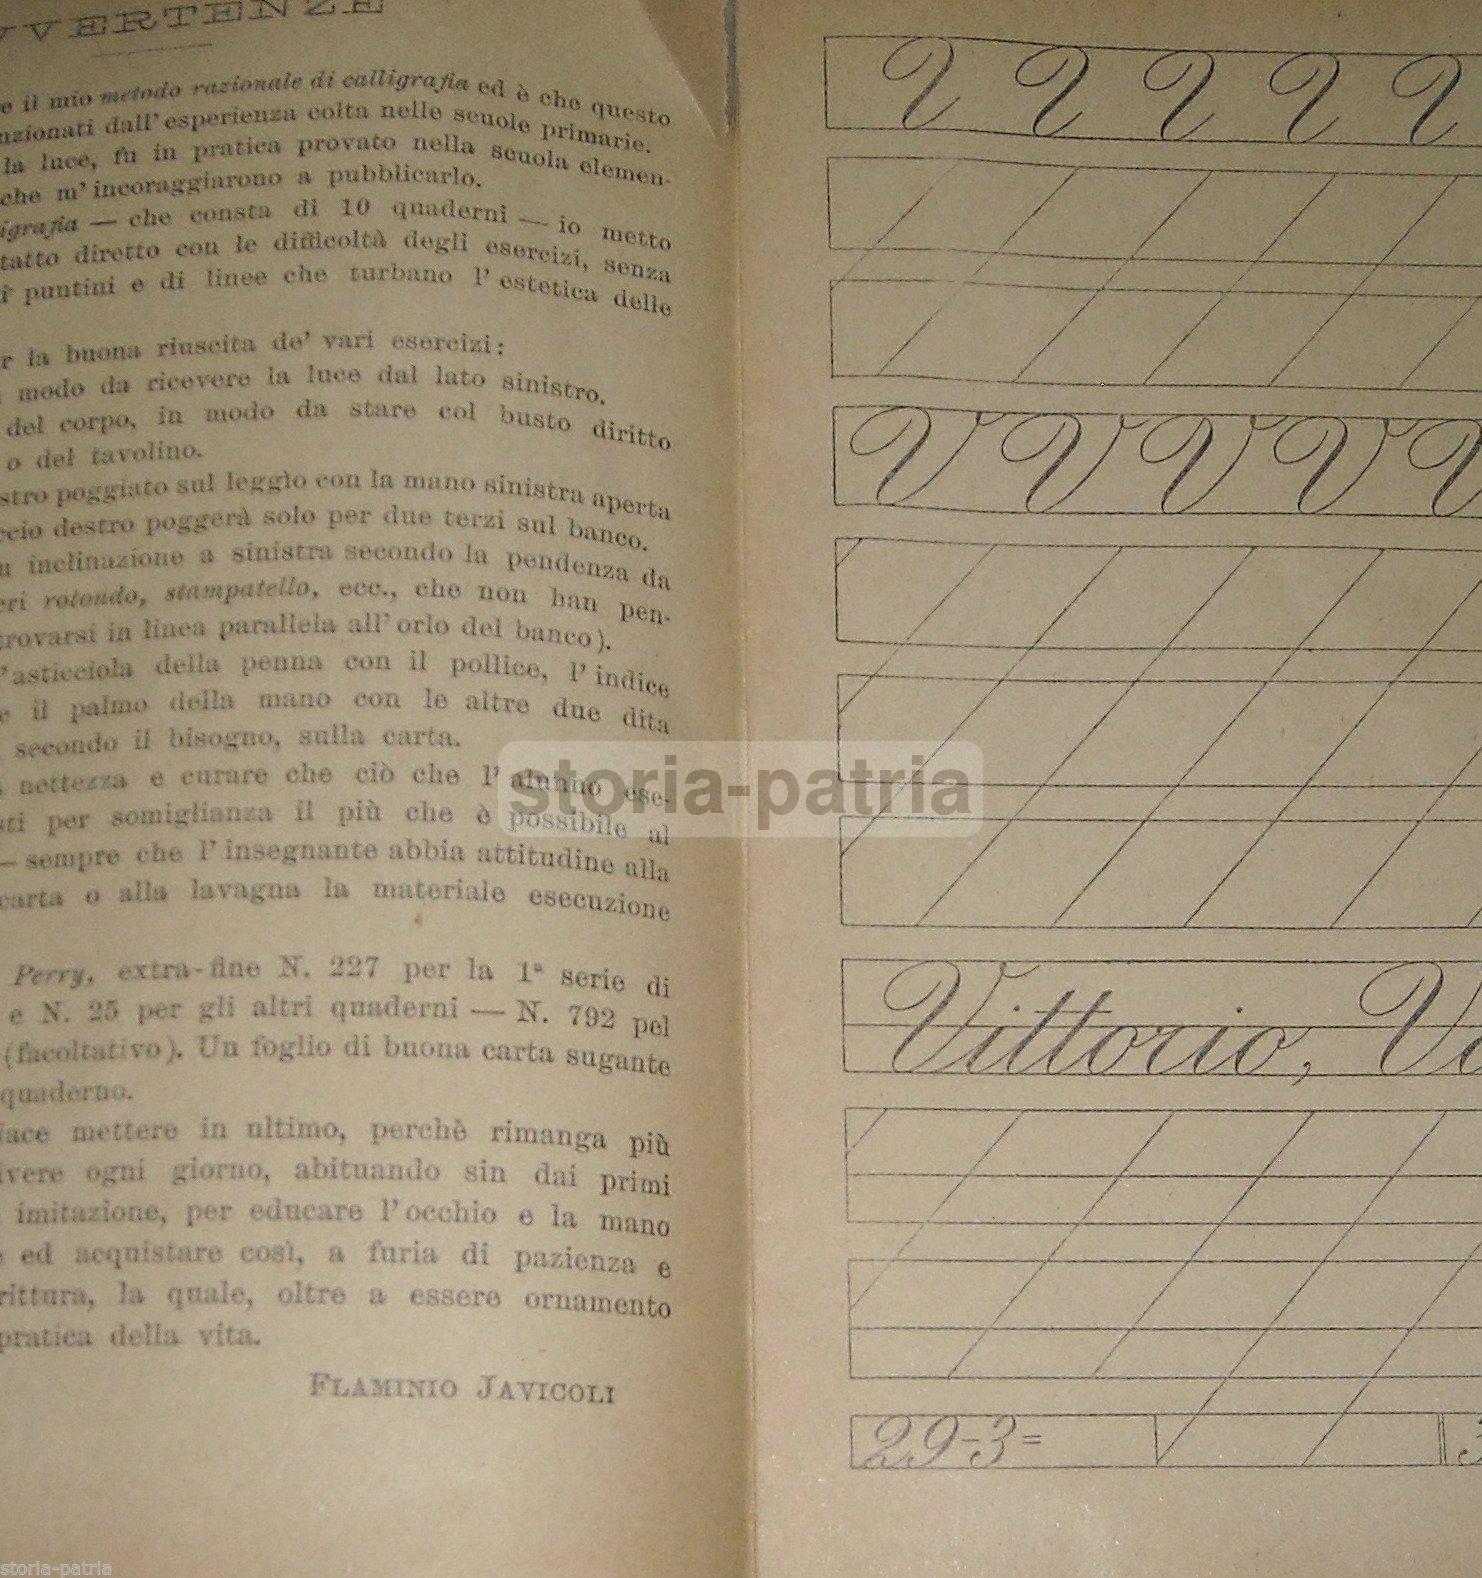 VVERTENZE
e il mio metodo razionale di calligrafia ed è che questo
nzionati dall'esperienza colta nelle scuole primarie.
la luce, fu in pratica provato nella scuola elemen-
che m'incoraggiarono a pubblicarlo.
igrafia — che consta di 10 quaderni — io metto
tatto diretto con le difficoltà degli esercizi, senza
puntini e di linee che turbano l'estetica delle
r la buona riuscita de' vari esercizi:
modo da ricevere la luce dal lato sinistro.
del corpo, in modo da stare col busto diritto
o del tavolino.
stro poggiato sul leggìo con la mano sinistra aperta
ccio destro poggerà solo per due terzi sul banco.
n inclinazione a sinistra secondo la pendenza da
eri rotondo, stampatello, ecc., che non han pen-
trovarsi in linea parallela all'orlo del banco).
l'asticciola della penna con il pollice, l'indice
e il palmo della mano con le altre due dita
secondo il bisogno, sulla carta.
nettezza e curare che ciò che l'alunno ese-
ati per somiglianza il più che è possibile al
— sempre che l'insegnante abbia attitudine alla
carta o alla lavagna la materiale esecuzione
Perry, extra-fine N. 227 per la 1ª serie di
e N. 25 per gli altri quaderni — N. 792 pel
(facoltativo). Un foglio di buona carta sugante
quaderno.
iace mettere in ultimo, perchè rimanga più
ivere ogni giorno, abituando sin dai primi
imitazione, per educare l'occhio e la mano
e ed acquistare così, a furia di pazienza e
rittura, la quale, oltre a essere ornamento
pratica della vita.
FLAMINIO JAVICOLI
V V V V V
Vittorio, Va
29-3= 3
storia-patria
storia-patria